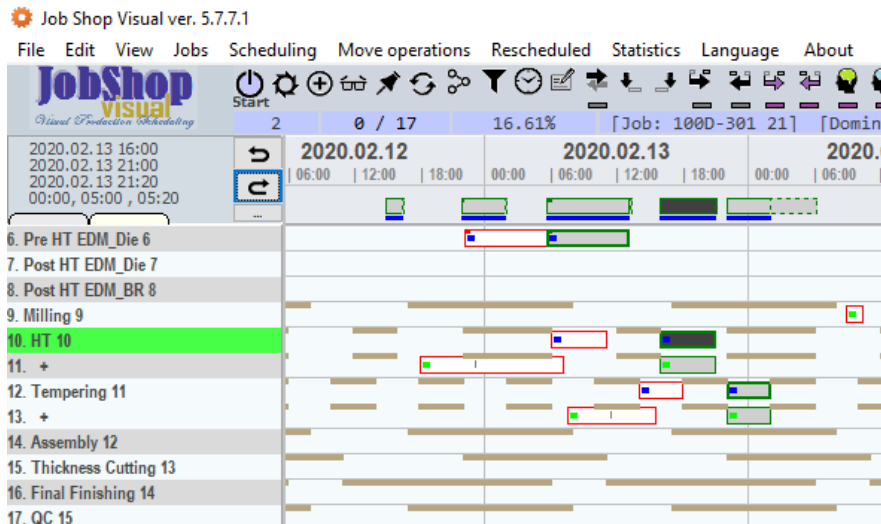 Job Shop Visual ver. 5.7.7.1
File Edit View Jobs Scheduling Move operations Rescheduled Statistics Language About
JobShop
visual
Visual Production Scheduling
Start
2 0 / 17 16.61% [Job: 100D-301 21] [Domin
2020.02.13 16:00
2020.02.13 21:00
2020.02.13 21:20
00:00, 05:00 , 05:20
...
2020.02.12 2020.02.13 2020.
| 06:00 | 12:00 | 18:00 00:00 | 06:00 | 12:00 | 18:00 00:00 | 06:00
6. Pre HT EDM_Die 6
7. Post HT EDM_Die 7
8. Post HT EDM_BR 8
9. Milling 9
10. HT 10
11. +
12. Tempering 11
13. +
14. Assembly 12
15. Thickness Cutting 13
16. Final Finishing 14
17. QC 15